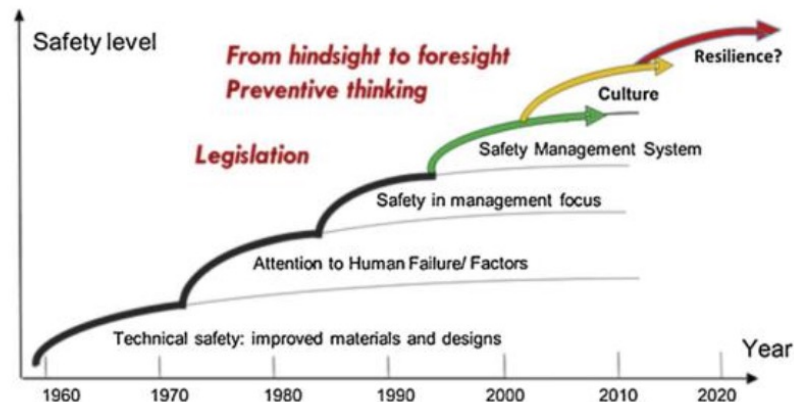 Safety level
From hindsight to foresight
Preventive thinking
Resilience?
Culture
Legislation
Safety Management System
Safety in management focus
Attention to Human Failure/ Factors
Technical safety: improved materials and designs
Year
1960 1970 1980 1990 2000 2010 2020